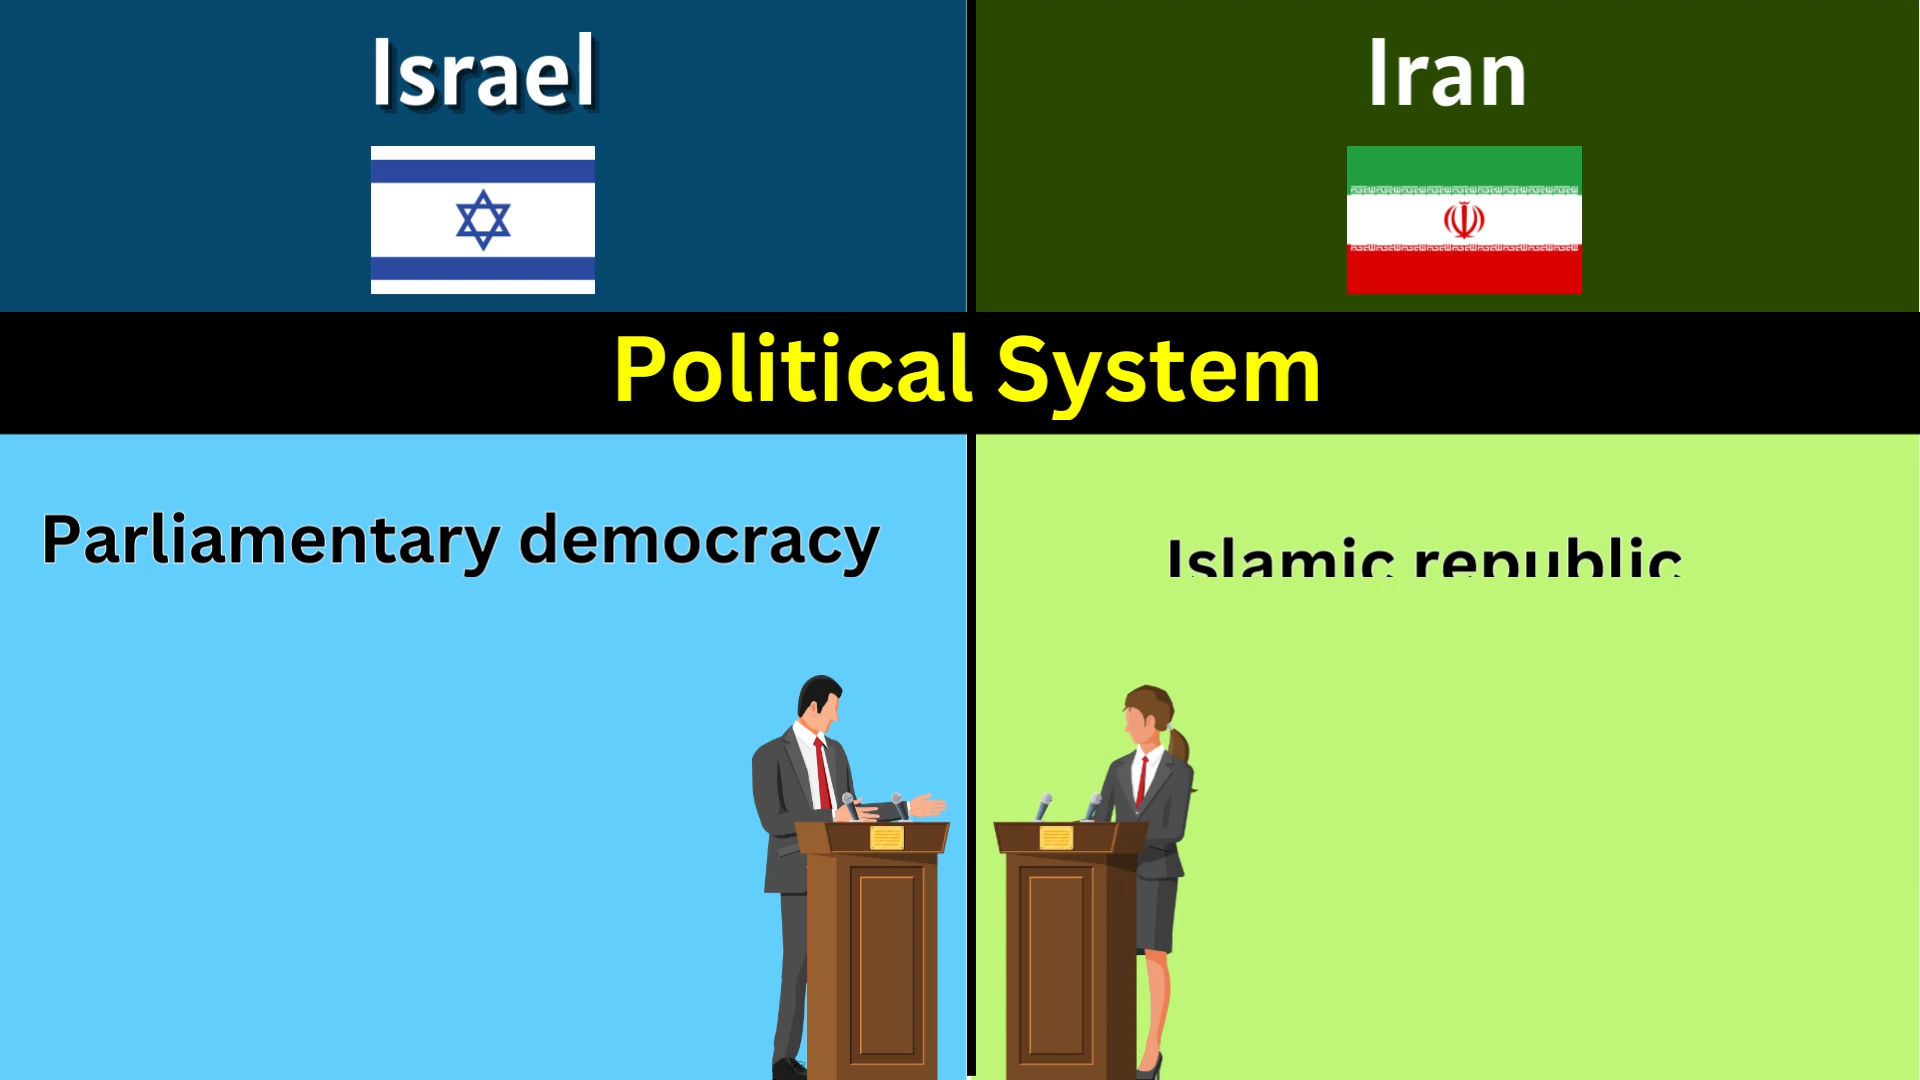 Israel
Iran
Political System
Parliamentary democracy
Islamic republic